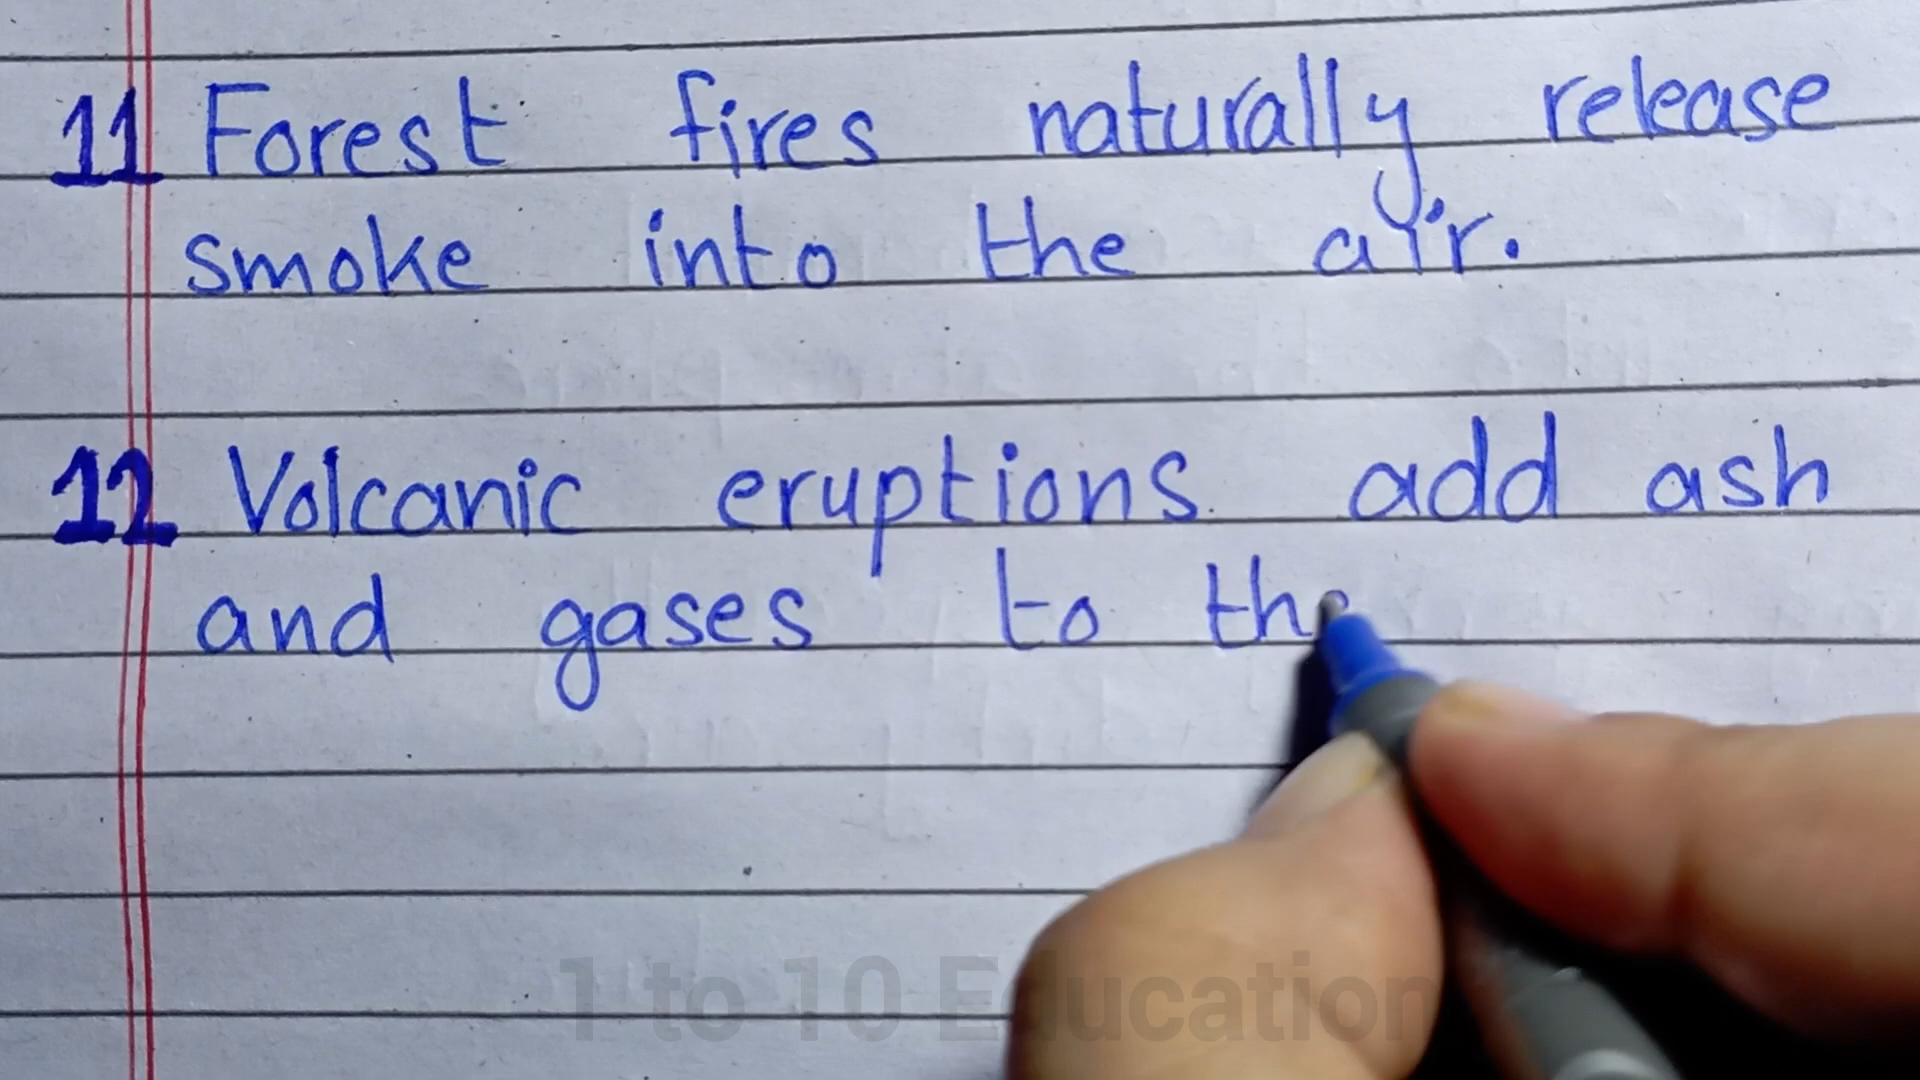 11 Forest fires naturally release
smoke into the air.
12 Volcanic eruptions add ash
and gases to the
1 to 10 Education